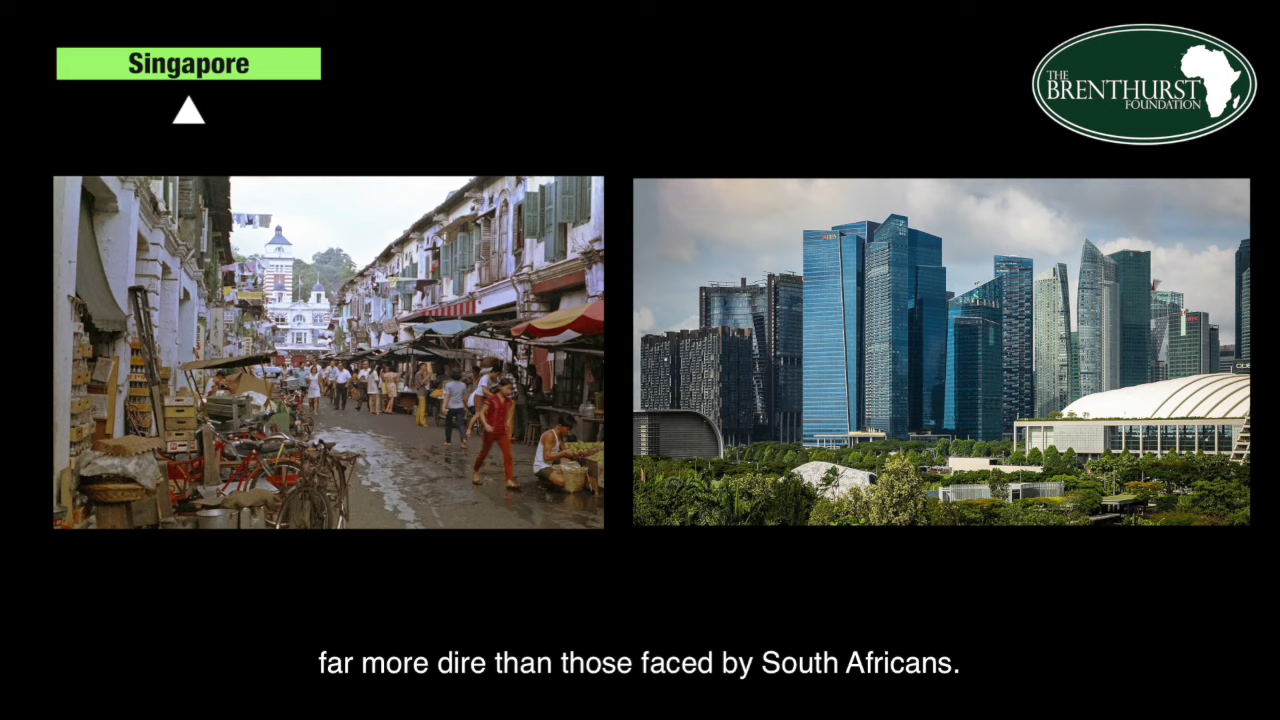 Singapore
THE
BRENTHURST
FOUNDATION
far more dire than those faced by South Africans.